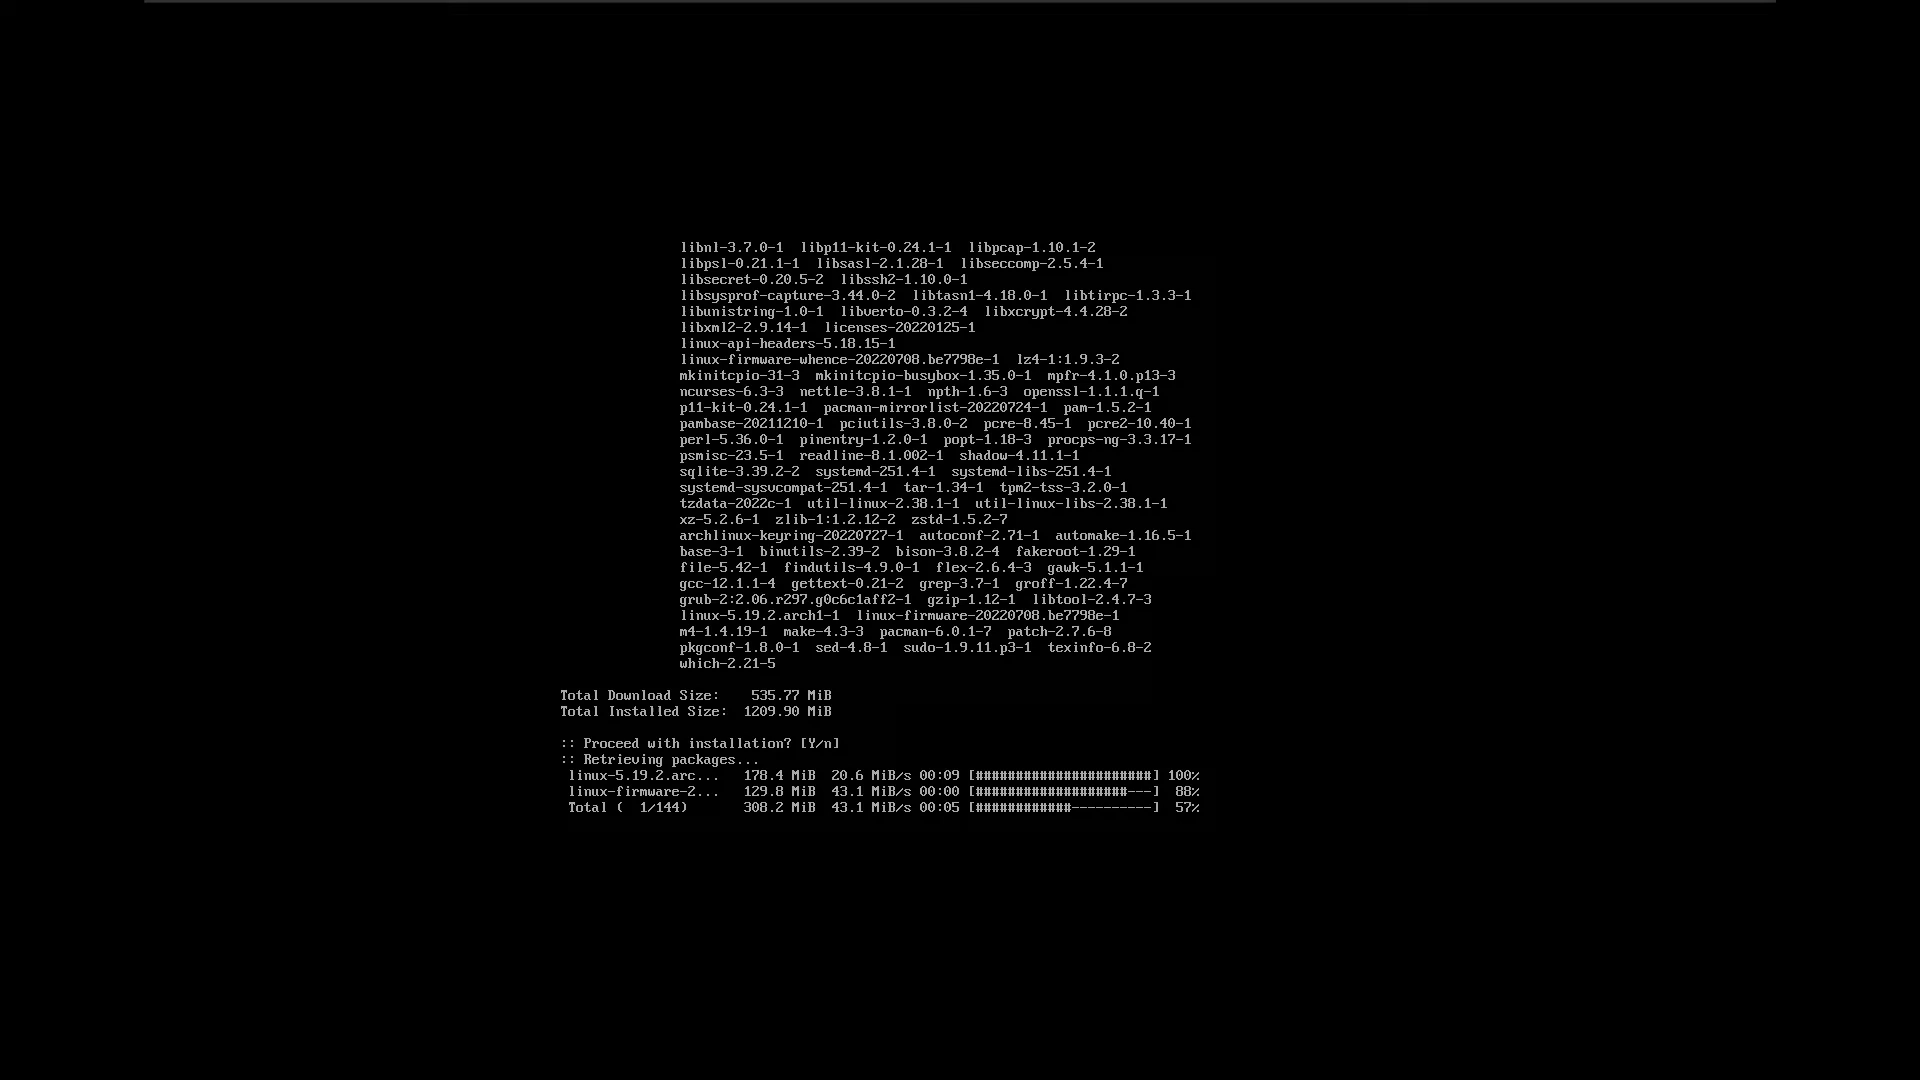 libnl-3.7.0-1  libp11-kit-0.24.1-1  libpcap-1.10.1-2
libpsl-0.21.1-1  libsasl-2.1.28-1  libseccomp-2.5.4-1
libsecret-0.20.5-2  libssh2-1.10.0-1
libsysprof-capture-3.44.0-2  libtasn1-4.18.0-1  libtirpc-1.3.3-1
libunistring-1.0-1  libverto-0.3.2-4  libxcrypt-4.4.28-2
libxml2-2.9.14-1  licenses-20220125-1
linux-api-headers-5.18.15-1
linux-firmware-whence-20220708.be7798e-1  lz4-1:1.9.3-2
mkinitcpio-31-3  mkinitcpio-busybox-1.35.0-1  mpfr-4.1.0.p13-3
ncurses-6.3-3  nettle-3.8.1-1  npth-1.6-3  openssl-1.1.1.q-1
p11-kit-0.24.1-1  pacman-mirrorlist-20220724-1  pam-1.5.2-1
pambase-20211210-1  pciutils-3.8.0-2  pcre-8.45-1  pcre2-10.40-1
perl-5.36.0-1  pinentry-1.2.0-1  popt-1.18-3  procps-ng-3.3.17-1
psmisc-23.5-1  readline-8.1.002-1  shadow-4.11.1-1
sqlite-3.39.2-2  systemd-251.4-1  systemd-libs-251.4-1
systemd-sysvcompat-251.4-1  tar-1.34-1  tpm2-tss-3.2.0-1
tzdata-2022c-1  util-linux-2.38.1-1  util-linux-libs-2.38.1-1
xz-5.2.6-1  zlib-1:1.2.12-2  zstd-1.5.2-7
archlinux-keyring-20220727-1  autoconf-2.71-1  automake-1.16.5-1
base-3-1  binutils-2.39-2  bison-3.8.2-4  fakeroot-1.29-1
file-5.42-1  findutils-4.9.0-1  flex-2.6.4-3  gawk-5.1.1-1
gcc-12.1.1-4  gettext-0.21-2  grep-3.7-1  groff-1.22.4-7
grub-2:2.06.r297.g0c6c1aff2-1  gzip-1.12-1  libtool-2.4.7-3
linux-5.19.2.arch1-1  linux-firmware-20220708.be7798e-1
m4-1.4.19-1  make-4.3-3  pacman-6.0.1-7  patch-2.7.6-8
pkgconf-1.8.0-1  sed-4.8-1  sudo-1.9.11.p3-1  texinfo-6.8-2
which-2.21-5
Total Download Size:    535.77 MiB
Total Installed Size:  1209.90 MiB
:: Proceed with installation? [Y/n]
:: Retrieving packages...
linux-5.19.2.arc...   178.4 MiB  20.6 MiB/s 00:09 [######################] 100%
linux-firmware-2...   129.8 MiB  43.1 MiB/s 00:00 [###################---]  88%
Total (  1/144)       308.2 MiB  43.1 MiB/s 00:05 [############----------]  57%